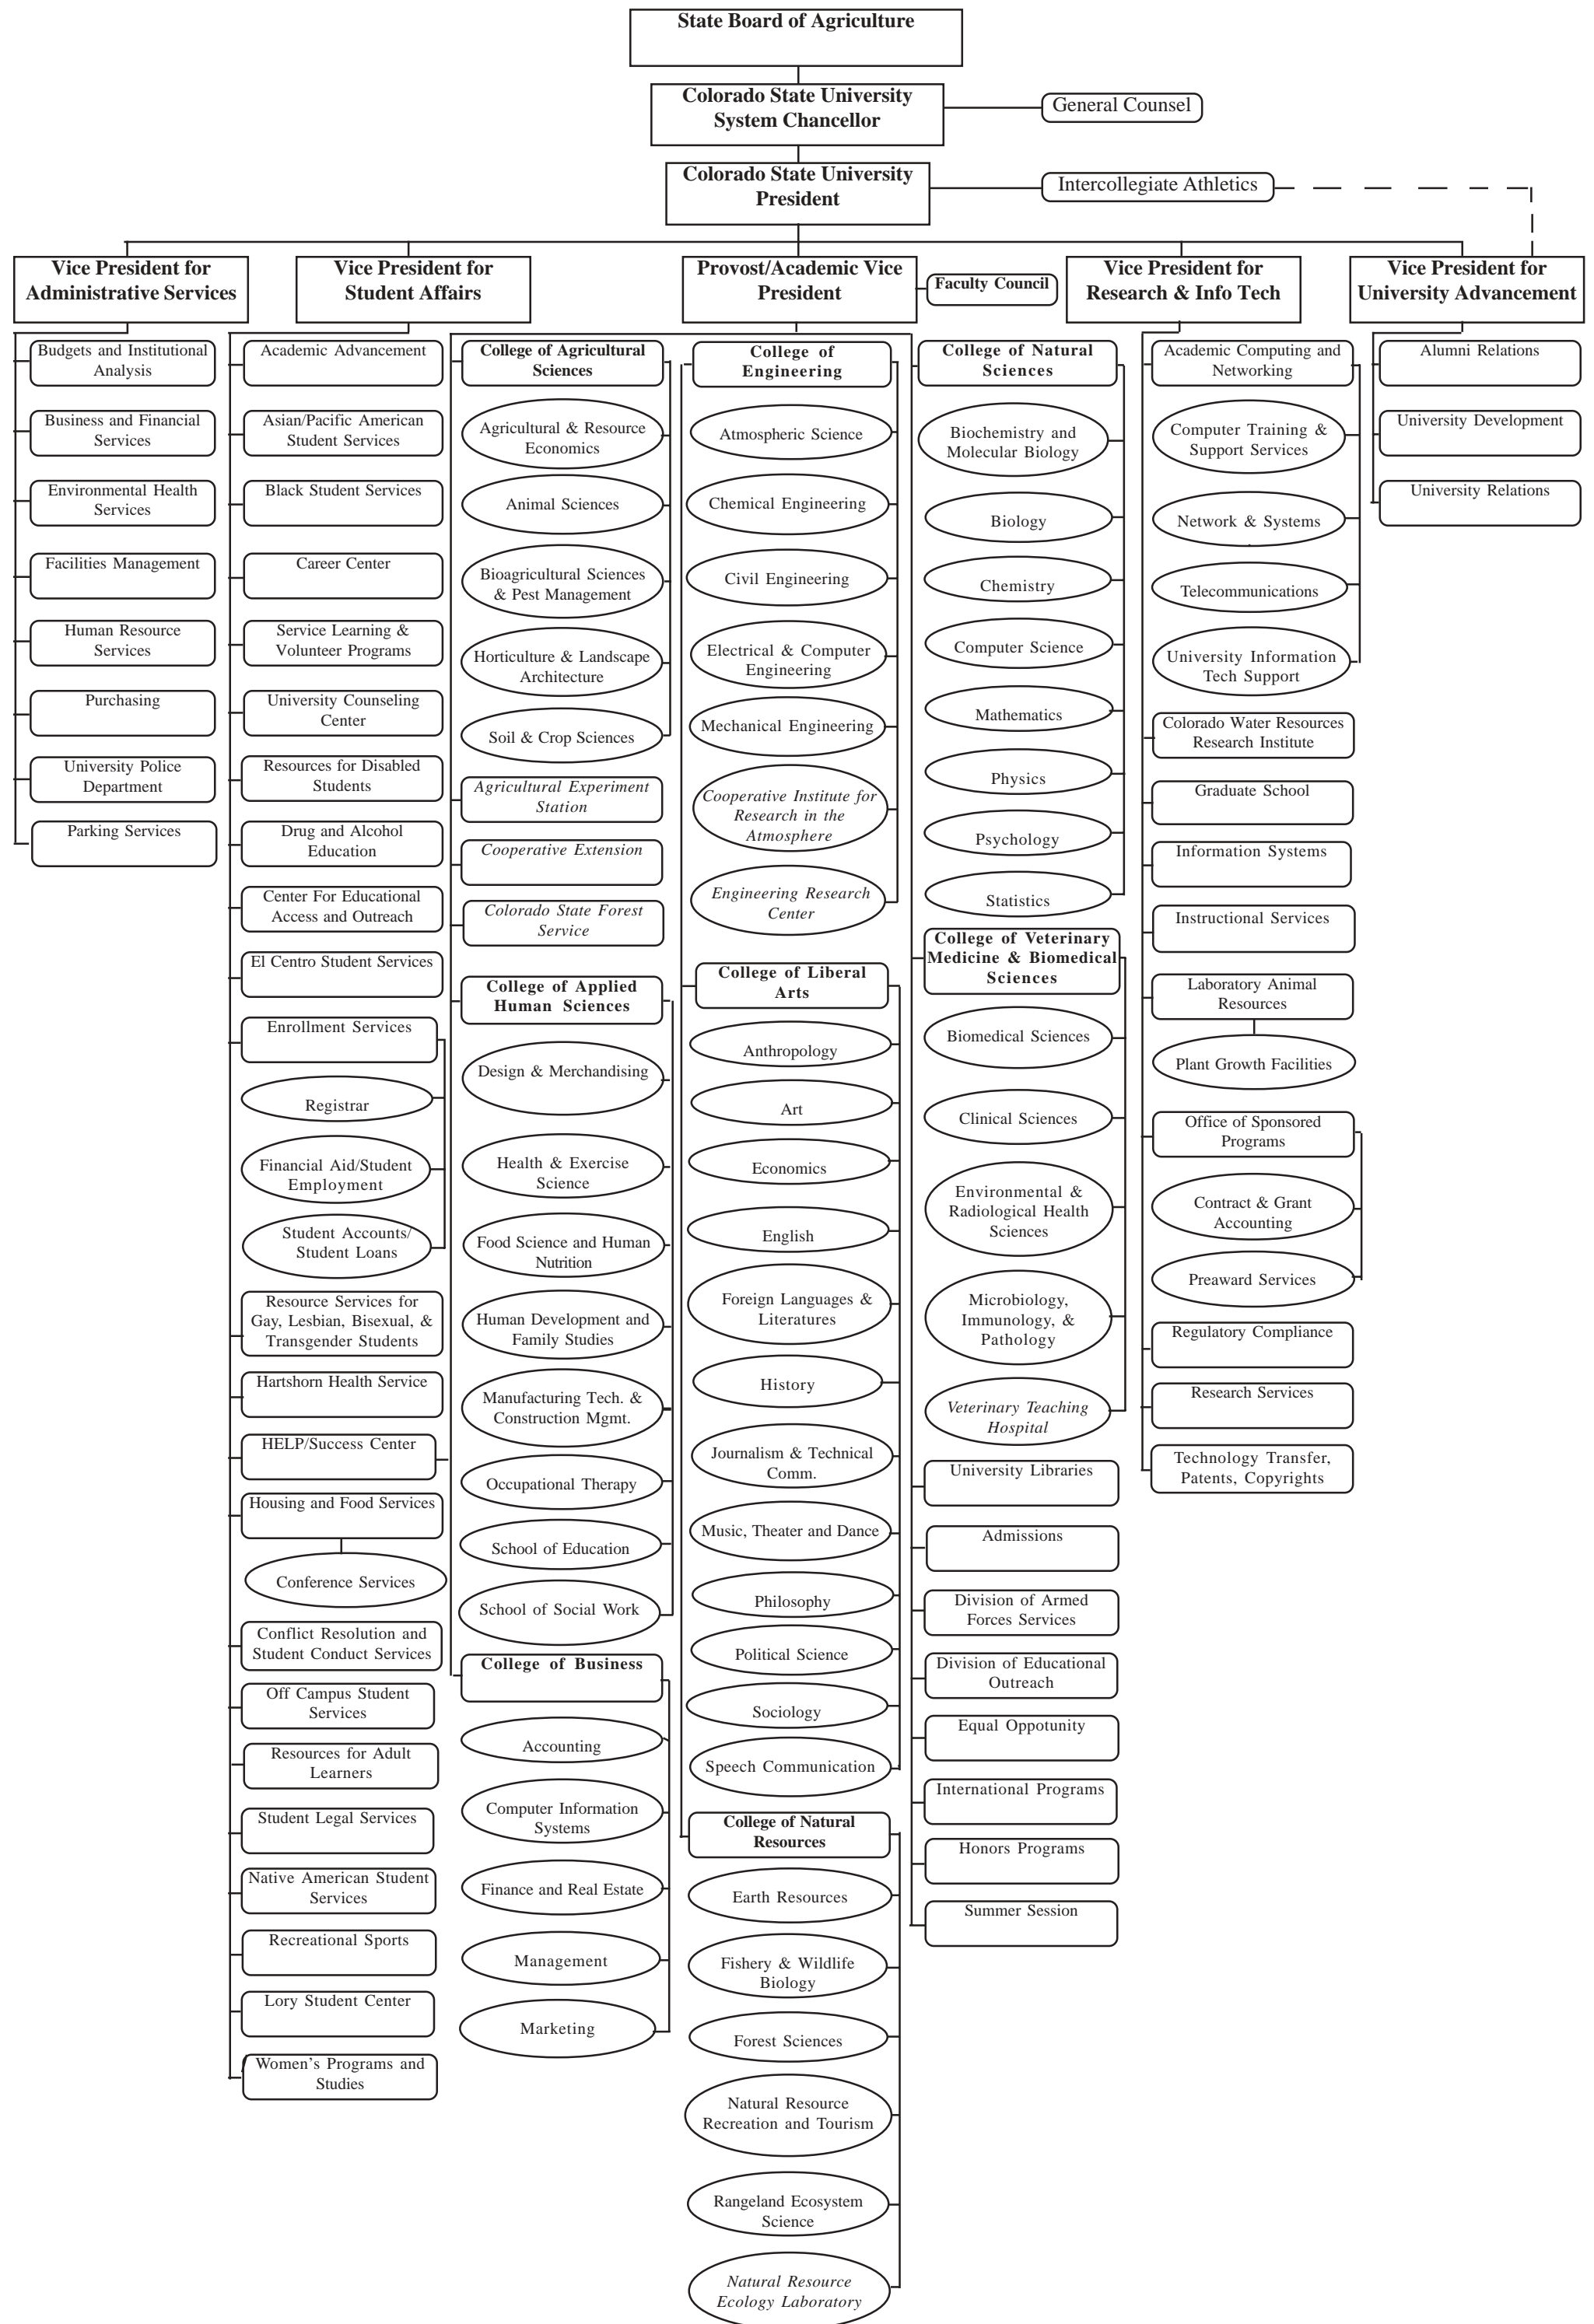 State Board of Agriculture
Colorado State University
System Chancellor
General Counsel
Colorado State University
President
Intercollegiate Athletics
Vice President for
Administrative Services
Vice President for
Student Affairs
Provost/Academic Vice
President
Faculty Council
Vice President for
Research & Info Tech
Vice President for
University Advancement
Budgets and Institutional
Analysis
Business and Financial
Services
Environmental Health
Services
Facilities Management
Human Resource
Services
Purchasing
University Police
Department
Parking Services
Academic Advancement
Asian/Pacific American
Student Services
Black Student Services
Career Center
Service Learning &
Volunteer Programs
University Counseling
Center
Resources for Disabled
Students
Drug and Alcohol
Education
Center For Educational
Access and Outreach
El Centro Student Services
Enrollment Services
Registrar
Financial Aid/Student
Employment
Student Accounts/
Student Loans
Resource Services for
Gay, Lesbian, Bisexual, &
Transgender Students
Hartshorn Health Service
HELP/Success Center
Housing and Food Services
Conference Services
Conflict Resolution and
Student Conduct Services
Off Campus Student
Services
Resources for Adult
Learners
Student Legal Services
Native American Student
Services
Recreational Sports
Lory Student Center
Women's Programs and
Studies
College of Agricultural
Sciences
Agricultural & Resource
Economics
Animal Sciences
Bioagricultural Sciences
& Pest Management
Horticulture & Landscape
Architecture
Soil & Crop Sciences
Agricultural Experiment
Station
Cooperative Extension
Colorado State Forest
Service
College of Applied
Human Sciences
Design & Merchandising
Health & Exercise
Science
Food Science and Human
Nutrition
Human Development and
Family Studies
Manufacturing Tech. &
Construction Mgmt.
Occupational Therapy
School of Education
School of Social Work
College of Business
Accounting
Computer Information
Systems
Finance and Real Estate
Management
Marketing
College of
Engineering
Atmospheric Science
Chemical Engineering
Civil Engineering
Electrical & Computer
Engineering
Mechanical Engineering
Cooperative Institute for
Research in the
Atmosphere
Engineering Research
Center
College of Liberal
Arts
Anthropology
Art
Economics
English
Foreign Languages &
Literatures
History
Journalism & Technical
Comm.
Music, Theater and Dance
Philosophy
Political Science
Sociology
Speech Communication
College of Natural
Resources
Earth Resources
Fishery & Wildlife
Biology
Forest Sciences
Natural Resource
Recreation and Tourism
Rangeland Ecosystem
Science
Natural Resource
Ecology Laboratory
College of Natural
Sciences
Biochemistry and
Molecular Biology
Biology
Chemistry
Computer Science
Mathematics
Physics
Psychology
Statistics
College of Veterinary
Medicine & Biomedical
Sciences
Biomedical Sciences
Clinical Sciences
Environmental &
Radiological Health
Sciences
Microbiology,
Immunology, &
Pathology
Veterinary Teaching
Hospital
University Libraries
Admissions
Division of Armed
Forces Services
Division of Educational
Outreach
Equal Oppotunity
International Programs
Honors Programs
Summer Session
Academic Computing and
Networking
Computer Training &
Support Services
Network & Systems
Telecommunications
University Information
Tech Support
Colorado Water Resources
Research Institute
Graduate School
Information Systems
Instructional Services
Laboratory Animal
Resources
Plant Growth Facilities
Office of Sponsored
Programs
Contract & Grant
Accounting
Preaward Services
Regulatory Compliance
Research Services
Technology Transfer,
Patents, Copyrights
Alumni Relations
University Development
University Relations